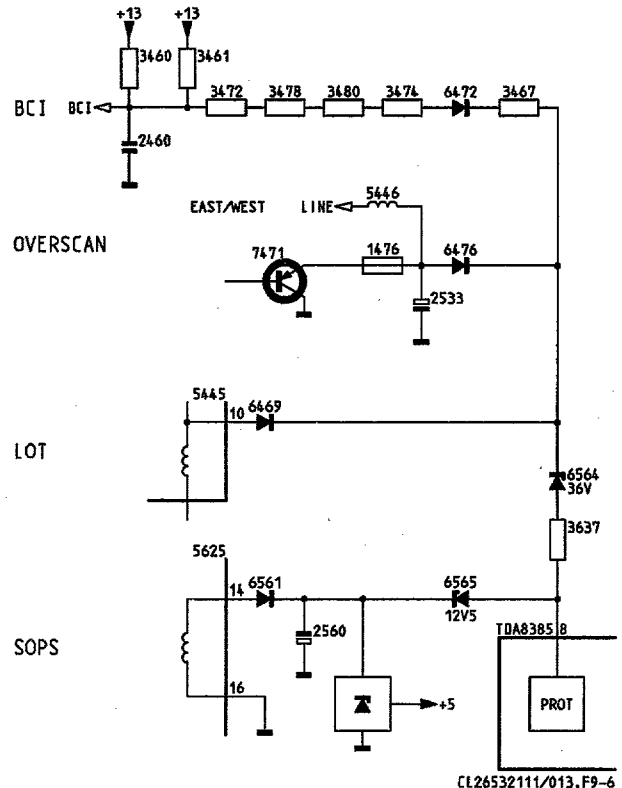 +13 +13
3460 3461
BCI BCI 3472 3478 3480 3474 6472 3467
2460
5446
EAST/WEST LINE
OVERSCAN
7471 1476 6476
2533
5445
10 6469
LOT
6564
36V
3637
5625
14 6561 6565
12V5
2560 TDA8385 8
SOPS
16
+5 PROT
CL26532111/013.F9-6